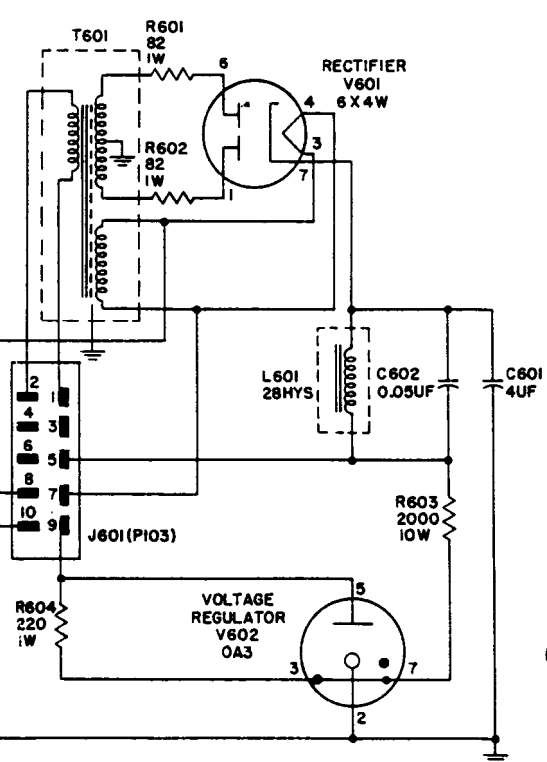 T601
R601
82
1W
6
RECTIFIER
V601
6X4W
4
3
7
R602
82
1W
1
L601
28HYS
C602
0.05UF
C601
4UF
2
1
4
3
6
5
8
7
10
9
J601(P103)
R603
2000
10W
R604
220
1W
VOLTAGE
REGULATOR
V602
OA3
5
3
7
2